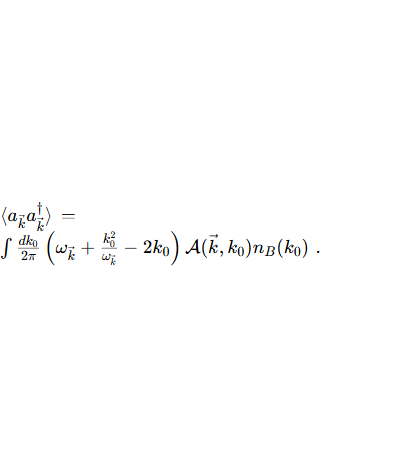 ⟨a_{\vec{k}} a^†_{\vec{k}}⟩ =
∫ \frac{dk_0}{2π} \left( ω_{\vec{k}} + \frac{k_0^2}{ω_{\vec{k}}} − 2k_0 \right) \mathcal{A}(\vec{k}, k_0) n_B(k_0) .